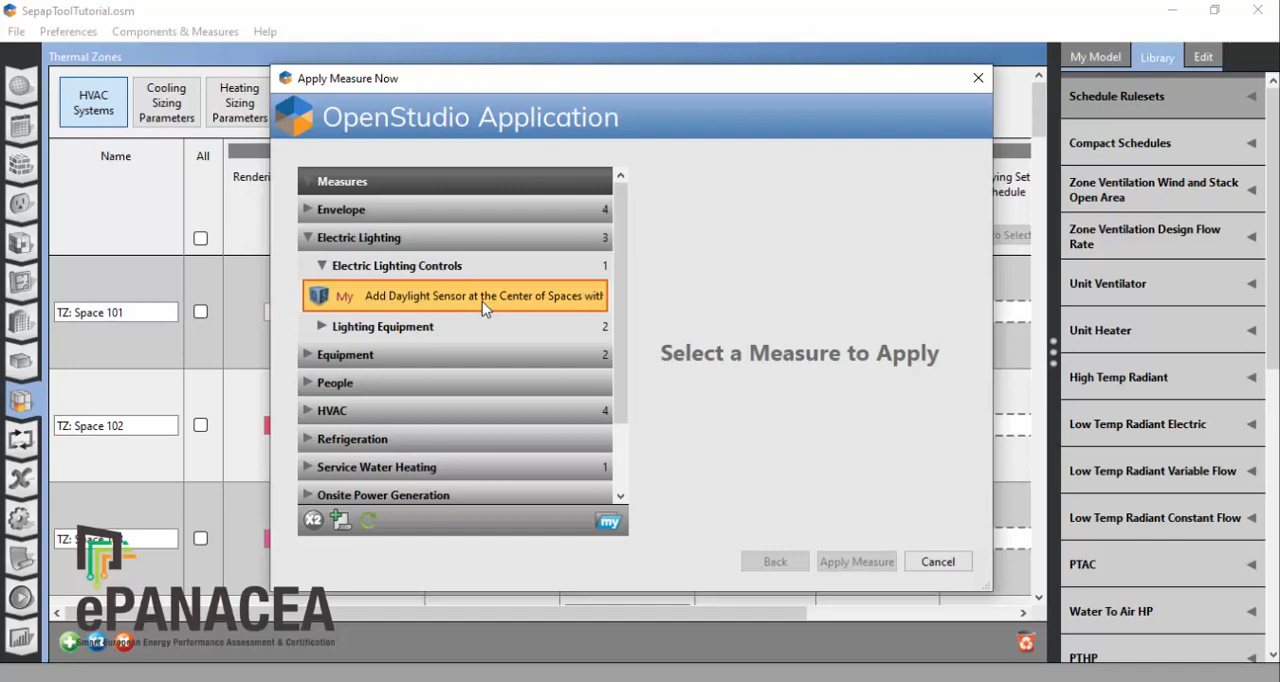 SepapToolTutorial.osm
File Preferences Components & Measures Help
Thermal Zones
My Model Library Edit
HVAC
Systems
Cooling
Sizing
Parameters
Heating
Sizing
Parameters
Name All
TZ: Space 101
TZ: Space 102
Apply Measure Now
OpenStudio Application
Measures
Envelope 4
Electric Lighting 3
Electric Lighting Controls 1
My Add Daylight Sensor at the Center of Spaces with
Lighting Equipment 2
Equipment 2
People
HVAC 4
Refrigeration
Service Water Heating 1
Onsite Power Generation
X2 my
Select a Measure to Apply
Back Apply Measure Cancel
Schedule Rulesets
Compact Schedules
Zone Ventilation Wind and Stack
Open Area
Zone Ventilation Design Flow
Rate
Unit Ventilator
Unit Heater
High Temp Radiant
Low Temp Radiant Electric
Low Temp Radiant Variable Flow
Low Temp Radiant Constant Flow
PTAC
Water To Air HP
PTHP
ePANACEA
Smart European Energy Performance Assessment & Certification